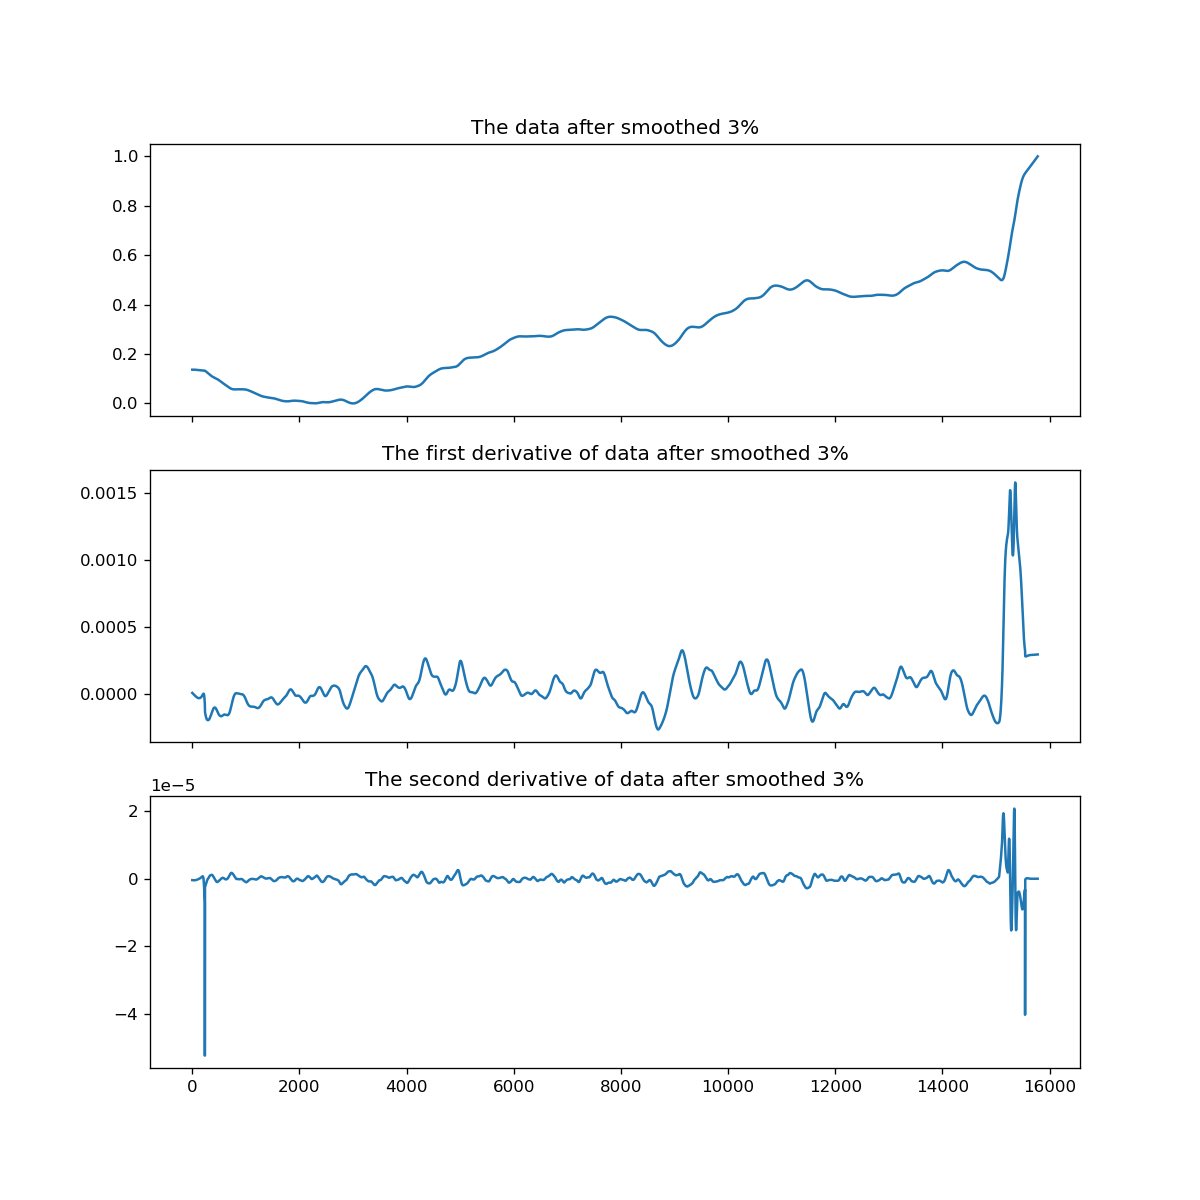 The data after smoothed 3%
1.0
0.8
0.6
0.4
0.2
0.0
The first derivative of data after smoothed 3%
0.0015
0.0010
0.0005
0.0000
The second derivative of data after smoothed 3%
1e−5
2
0
−2
−4
0 2000 4000 6000 8000 10000 12000 14000 16000